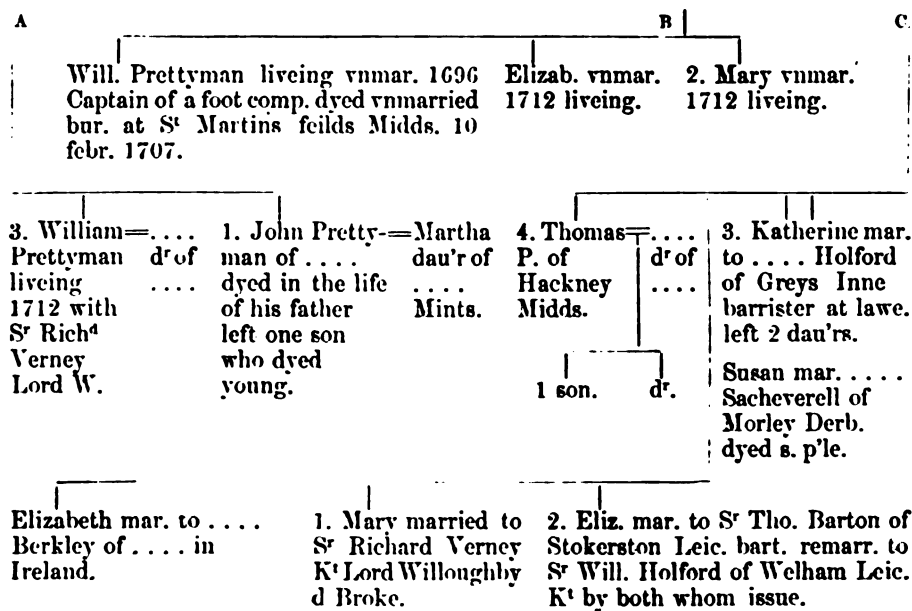 A B C
Will. Prettyman liveing vnmar. 1696
Captain of a foot comp. dyed vnmarried
bur. at Sᵗ Martins feilds Midds. 10
febr. 1707.
Elizab. vnmar.
1712 liveing.
2. Mary vnmar.
1712 liveing.
3. William=....
Prettyman dʳ of
liveing ....
1712 with
Sʳ Richᵈ
Verney
Lord W.
1. John Pretty-=Martha
man of .... dau'r of
dyed in the life ....
of his father Mints.
left one son
who dyed
young.
4. Thomas=....
P. of dʳ of
Hackney ....
Midds.
1 son. dʳ.
3. Katherine mar.
to .... Holford
of Greys Inne
barrister at lawe.
left 2 dau'rs.
Susan mar. .....
Sacheverell of
Morley Derb.
dyed s. p'le.
Elizabeth mar. to ....
Berkley of .... in
Ireland.
1. Mary married to
Sʳ Richard Verney
Kᵗ Lord Willoughby
d Broke.
2. Eliz. mar. to Sʳ Tho. Barton of
Stokerston Leic. bart. remarr. to
Sʳ Will. Holford of Welham Leic.
Kᵗ by both whom issue.